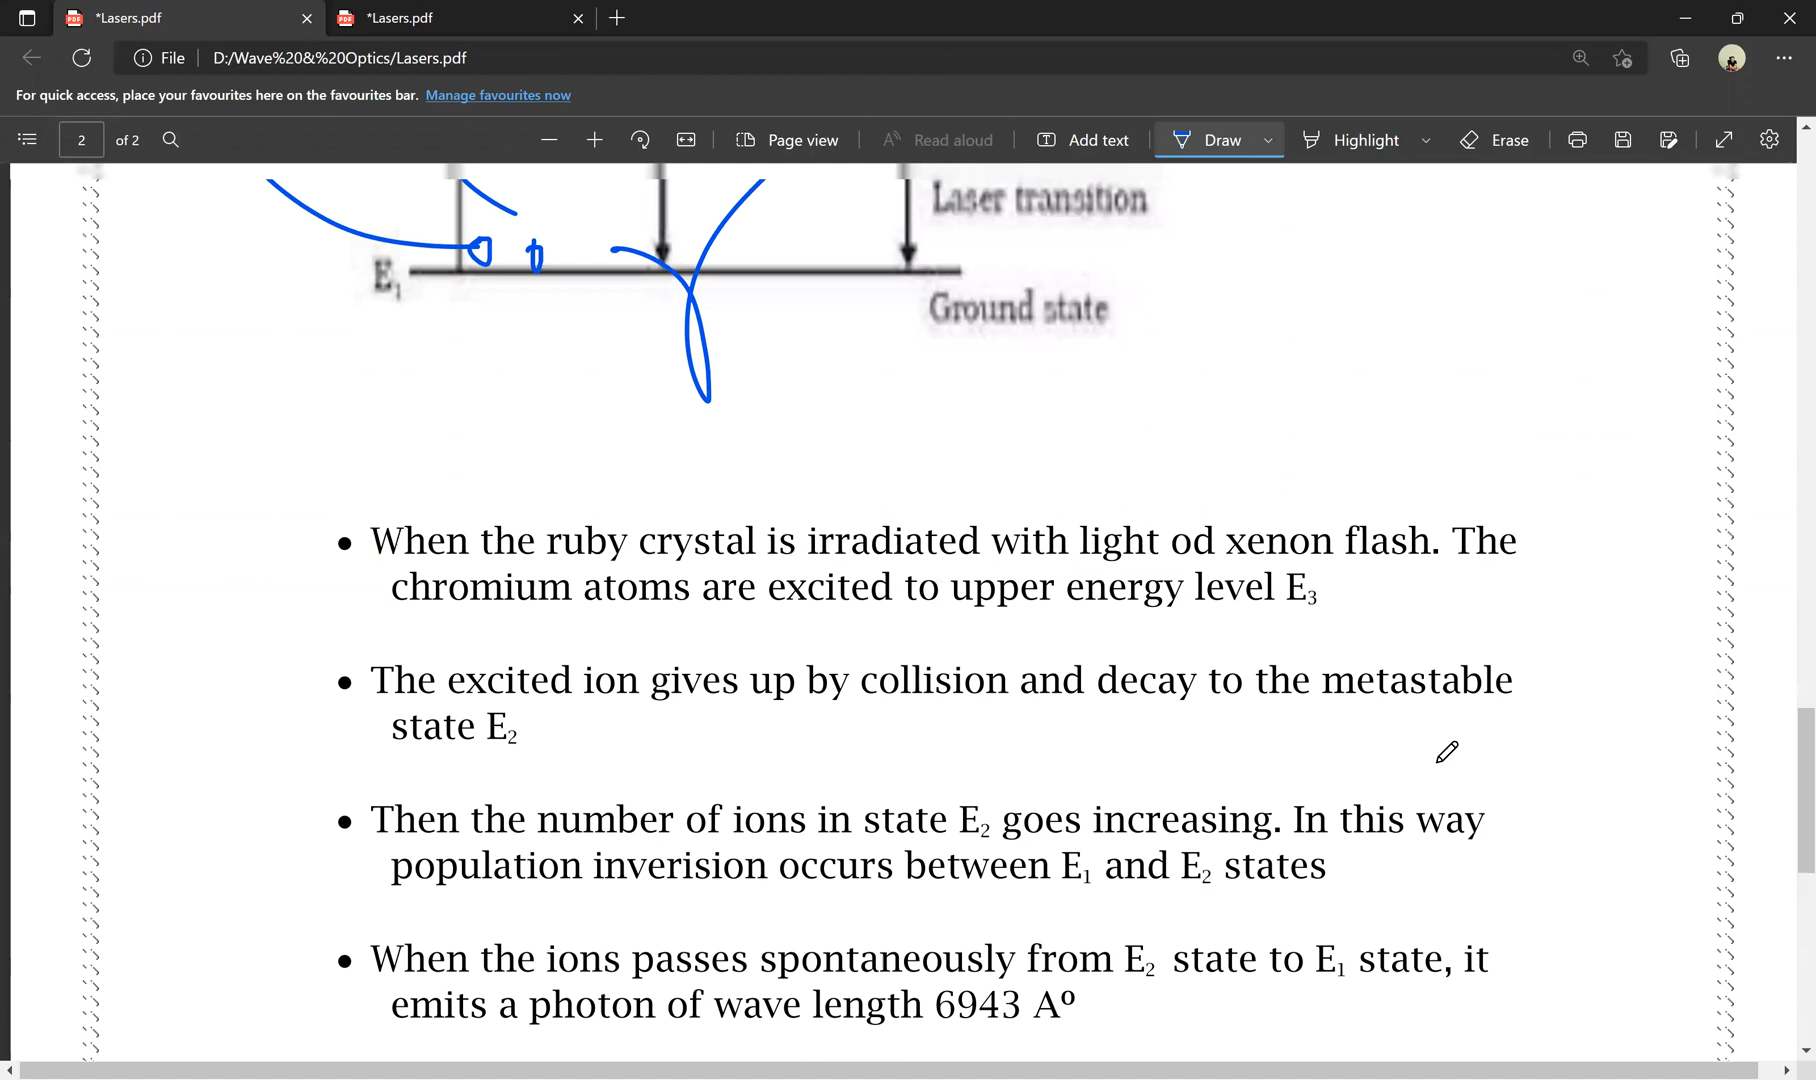 *Lasers.pdf
*Lasers.pdf
File D:/Wave%20&%20Optics/Lasers.pdf
For quick access, place your favourites here on the favourites bar. Manage favourites now
2 of 2 Page view Read aloud Add text Draw Highlight Erase
Laser transition
E1
Ground state
• When the ruby crystal is irradiated with light od xenon flash. The
chromium atoms are excited to upper energy level E3
• The excited ion gives up by collision and decay to the metastable
state E2
• Then the number of ions in state E2 goes increasing. In this way
population inverision occurs between E1 and E2 states
• When the ions passes spontaneously from E2 state to E1 state, it
emits a photon of wave length 6943 Aº